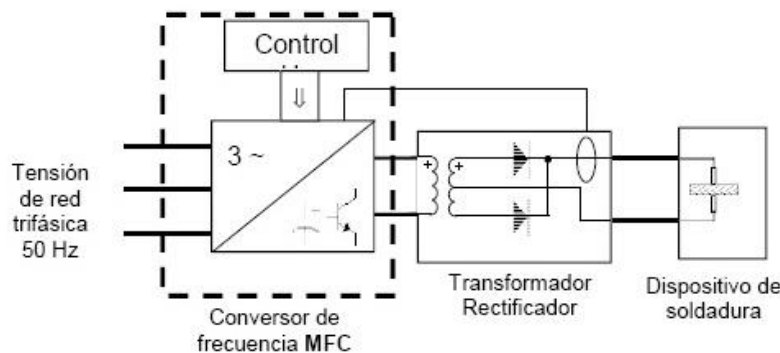 Control
3 ~
+
+
Tensión
de red
trifásica
50 Hz
Transformador
Rectificador
Dispositivo de
soldadura
Conversor de
frecuencia MFC